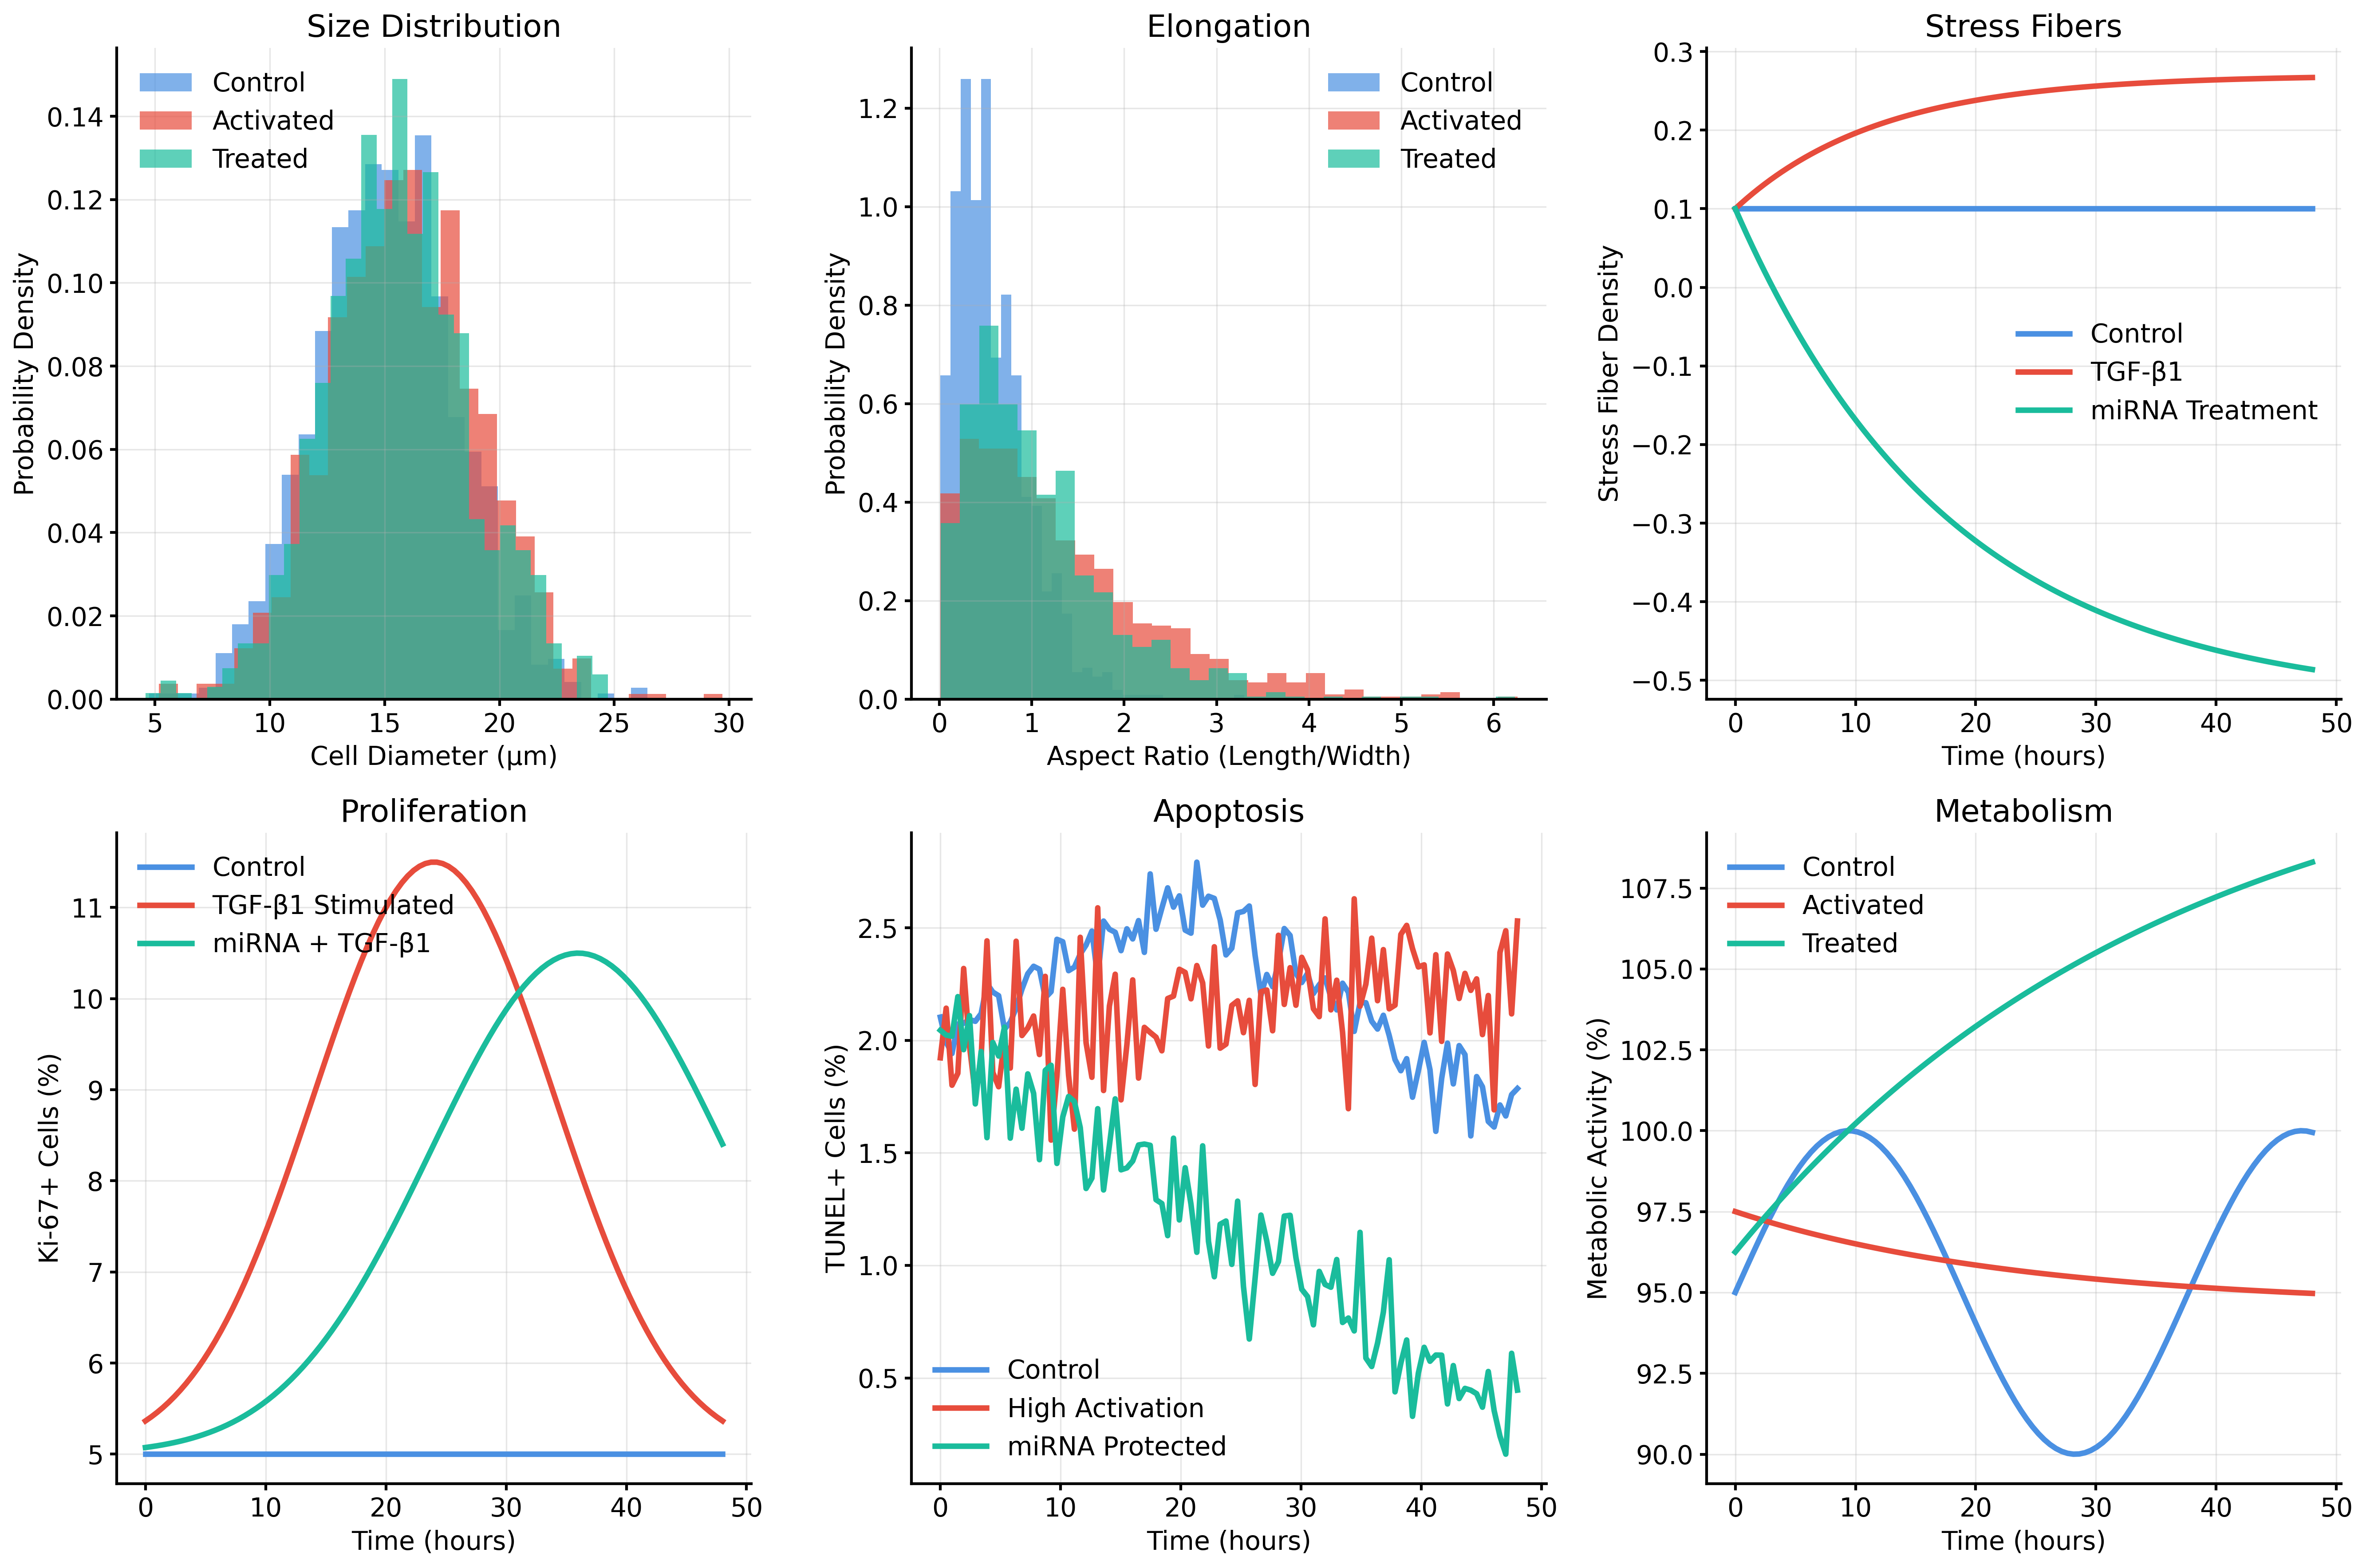 Size Distribution
Control
Activated
Treated
0.14
0.12
0.10
0.08
0.06
0.04
0.02
0.00
5
10
15
20
25
30
Probability Density
Cell Diameter (μm)
Elongation
Control
Activated
Treated
1.2
1.0
0.8
0.6
0.4
0.2
0.0
0
1
2
3
4
5
6
Probability Density
Aspect Ratio (Length/Width)
Stress Fibers
0.3
0.2
0.1
0.0
−0.1
−0.2
−0.3
−0.4
−0.5
Control
TGF-β1
miRNA Treatment
0
10
20
30
40
50
Stress Fiber Density
Time (hours)
Proliferation
Control
TGF-β1 Stimulated
miRNA + TGF-β1
11
10
9
8
7
6
5
0
10
20
30
40
50
Ki-67+ Cells (%)
Time (hours)
Apoptosis
2.5
2.0
1.5
1.0
0.5
Control
High Activation
miRNA Protected
0
10
20
30
40
50
TUNEL+ Cells (%)
Time (hours)
Metabolism
Control
Activated
Treated
107.5
105.0
102.5
100.0
97.5
95.0
92.5
90.0
0
10
20
30
40
50
Metabolic Activity (%)
Time (hours)